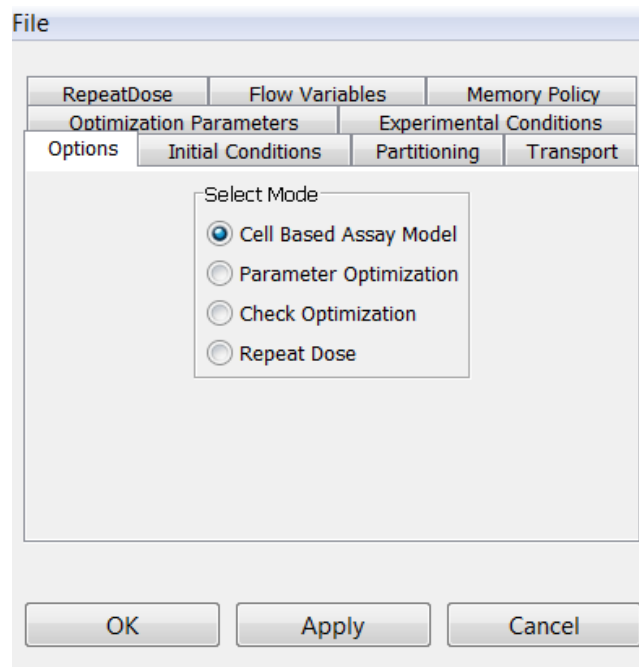 File
RepeatDose Flow Variables Memory Policy
Optimization Parameters Experimental Conditions
Options Initial Conditions Partitioning Transport
Select Mode
Cell Based Assay Model
Parameter Optimization
Check Optimization
Repeat Dose
OK Apply Cancel